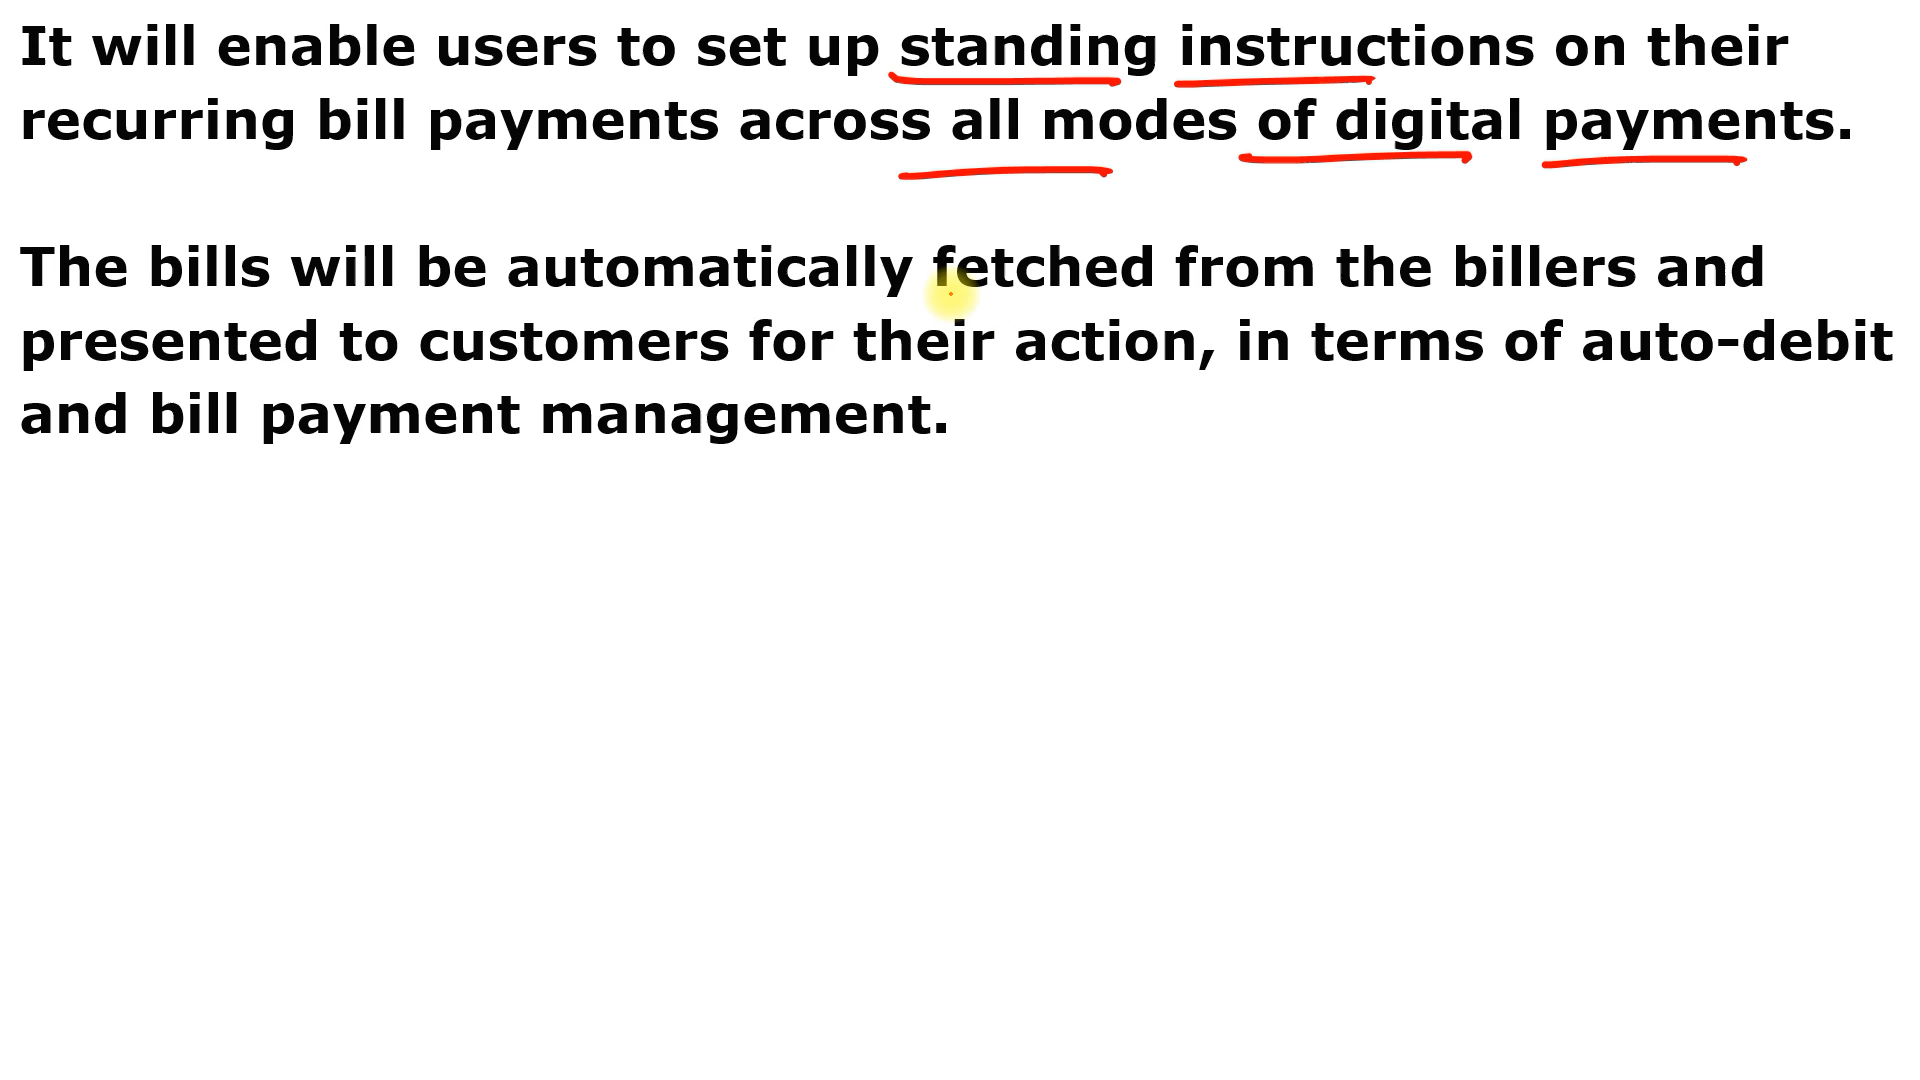 It will enable users to set up standing instructions on their
recurring bill payments across all modes of digital payments.
The bills will be automatically fetched from the billers and
presented to customers for their action, in terms of auto-debit
and bill payment management.